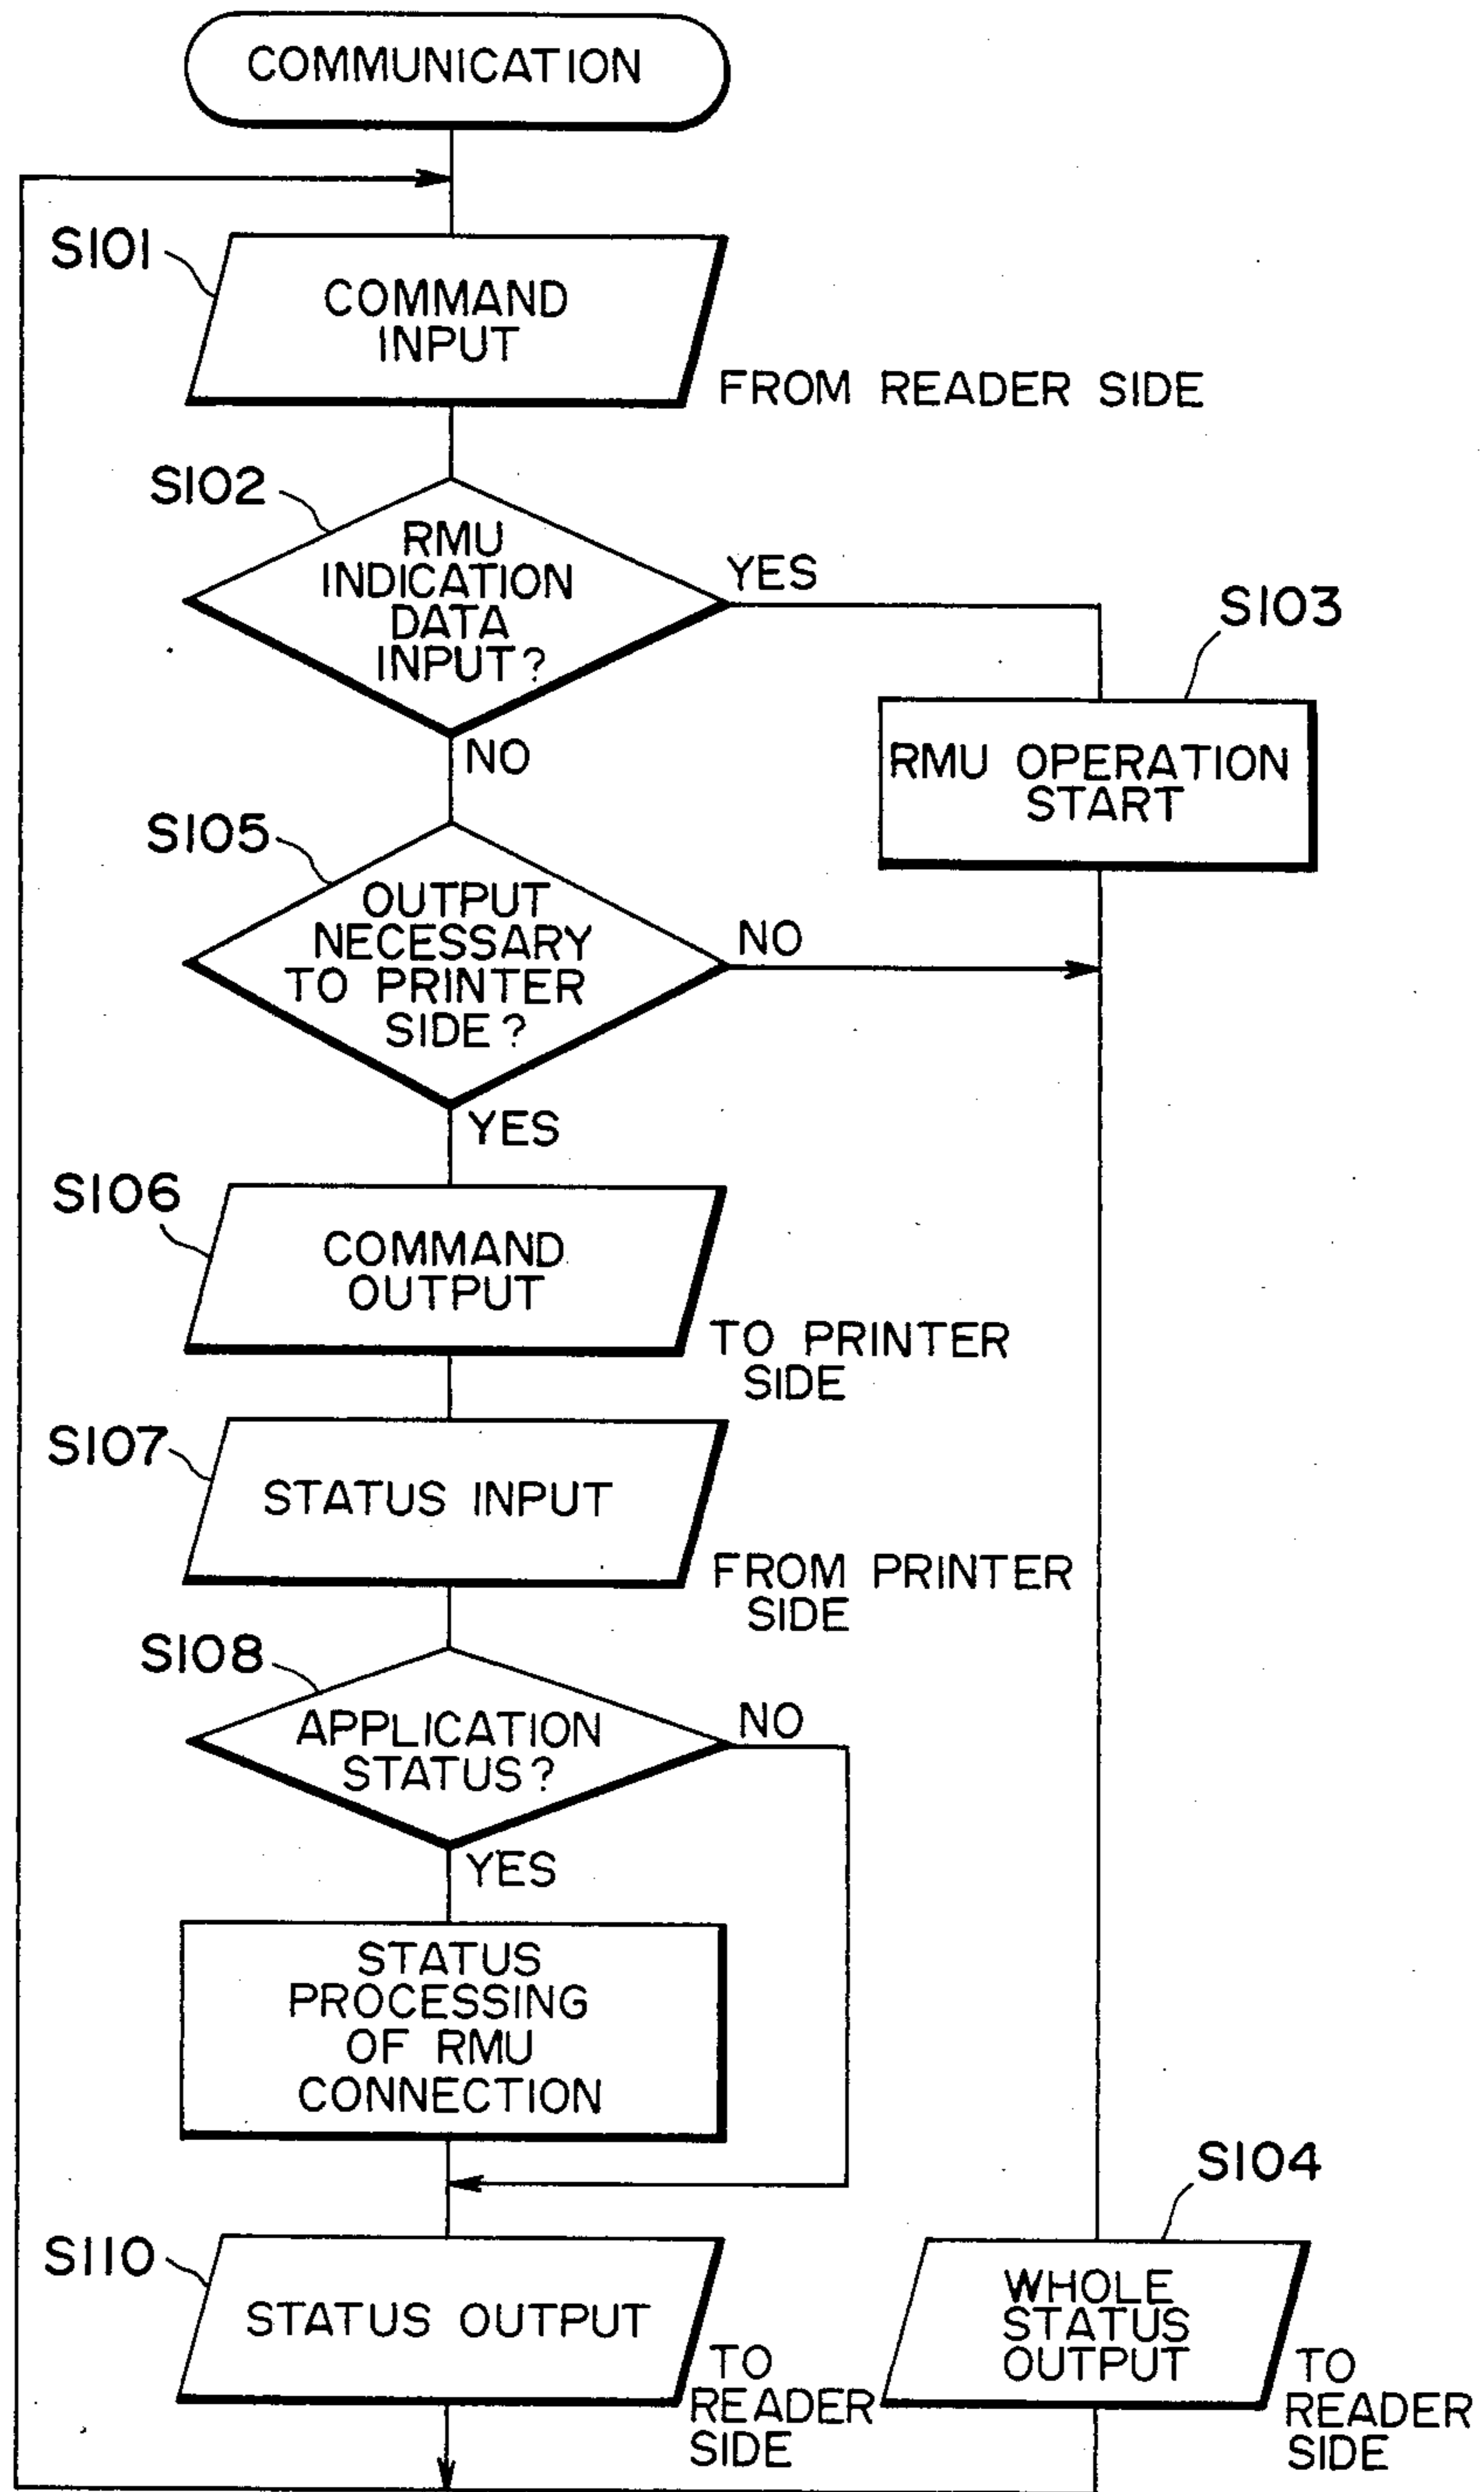 COMMUNICATION
S101
COMMAND
INPUT
FROM READER SIDE
S102
RMU
INDICATION
DATA
INPUT?
YES
NO
S103
RMU OPERATION
START
S105
OUTPUT
NECESSARY
TO PRINTER
SIDE?
NO
YES
S106
COMMAND
OUTPUT
TO PRINTER
SIDE
S107
STATUS INPUT
FROM PRINTER
SIDE
S108
APPLICATION
STATUS?
NO
YES
STATUS
PROCESSING
OF RMU
CONNECTION
S110
STATUS OUTPUT
TO
READER
SIDE
S104
WHOLE
STATUS
OUTPUT
TO
READER
SIDE